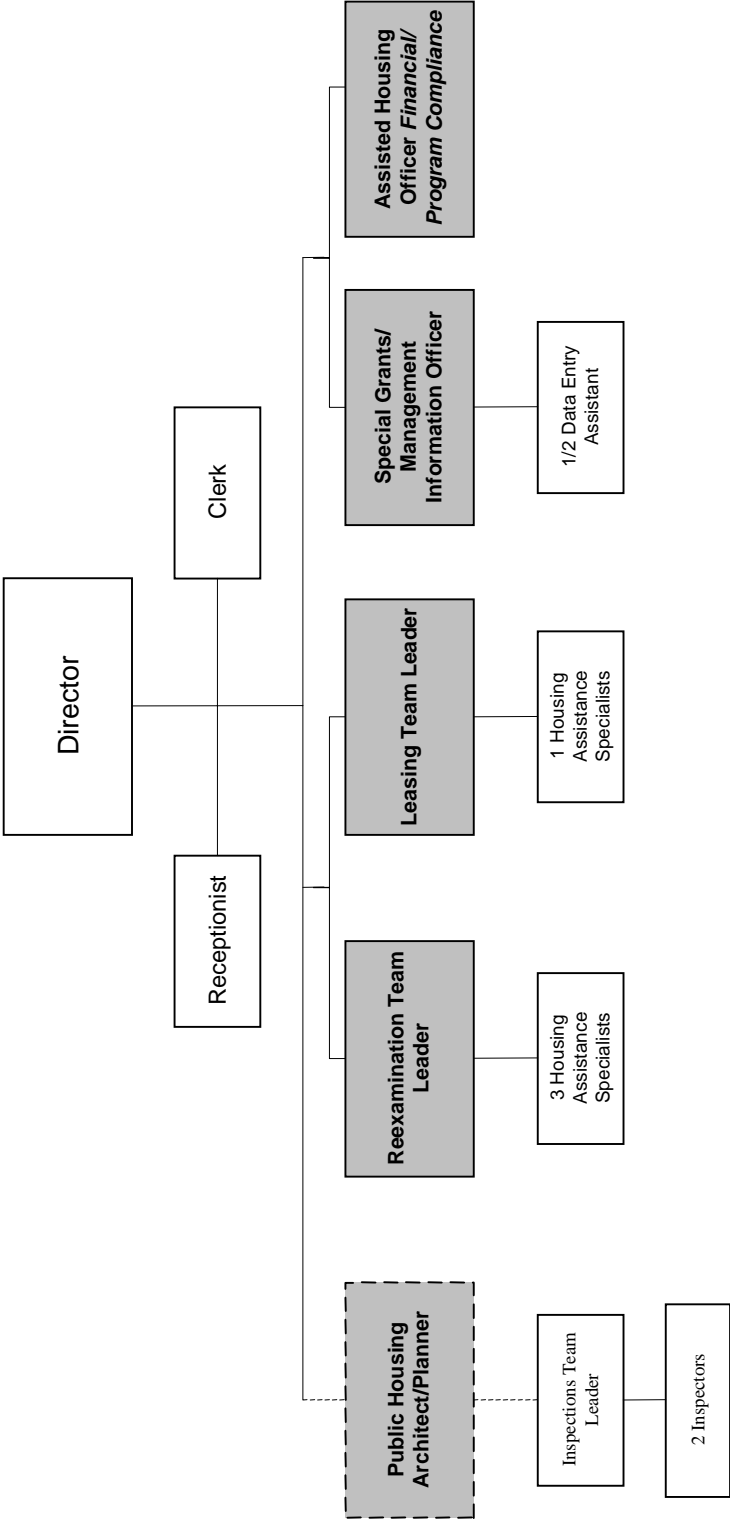 Director
Receptionist
Clerk
Public Housing
Architect/Planner
Reexamination Team
Leader
Leasing Team Leader
Special Grants/
Management
Information Officer
Assisted Housing
Officer Financial/
Program Compliance
Inspections Team
Leader
3 Housing
Assistance
Specialists
1 Housing
Assistance
Specialists
1/2 Data Entry
Assistant
2 Inspectors